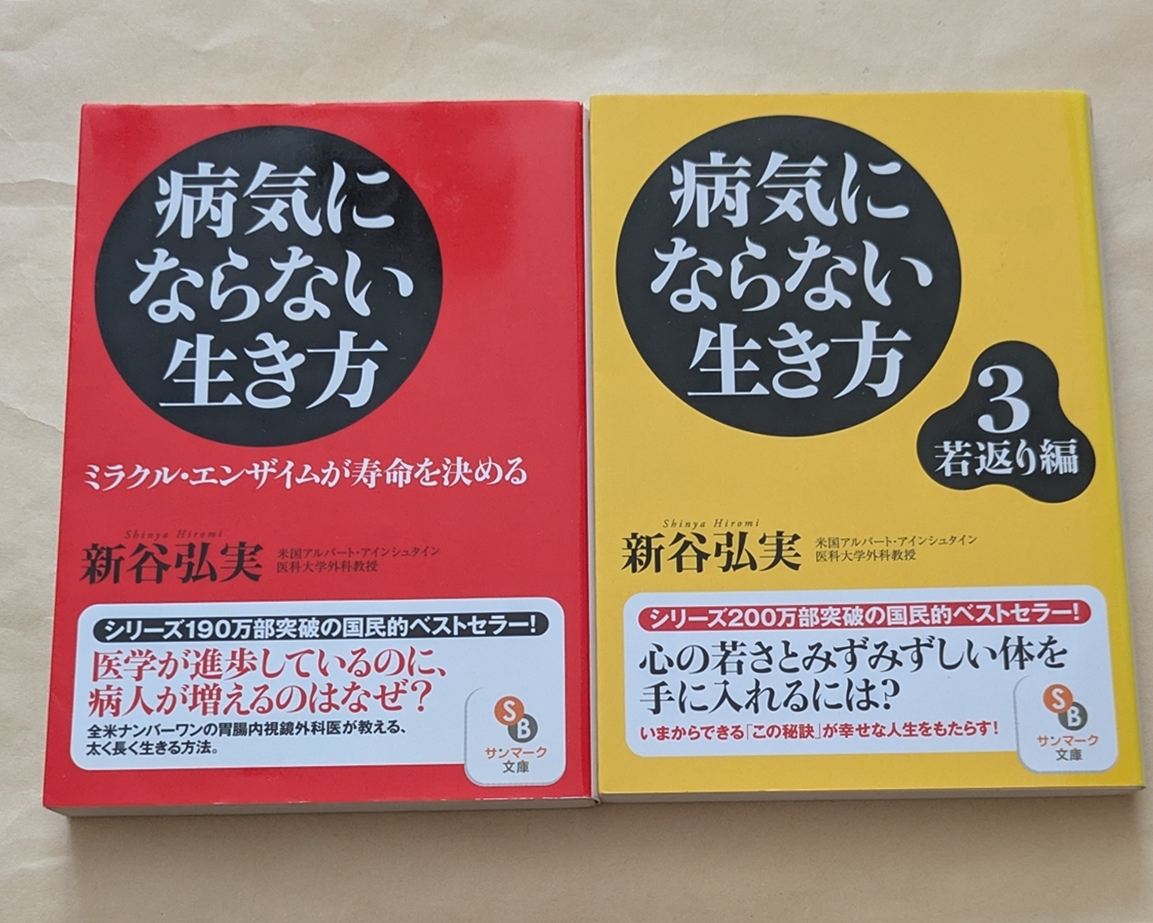 病気に
ならない
生き方
ミラクル・エンザイムが寿命を決める
Shinya Hiromi
新谷弘実
米国アルバート・アインシュタイン
医科大学外科教授
シリーズ190万部突破の国民的ベストセラー!
医学が進歩しているのに、
病人が増えるのはなぜ?
全米ナンバーワンの胃腸内視鏡外科医が教える、
太く長く生きる方法。
SB
サンマーク
文庫
病気に
ならない
生き方
3
若返り編
Shinya Hiromi
新谷弘実
米国アルバート・アインシュタイン
医科大学外科教授
シリーズ200万部突破の国民的ベストセラー!
心の若さとみずみずしい体を
手に入れるには?
いまからできる「この秘訣」が幸せな人生をもたらす!
SB
サンマーク
文庫